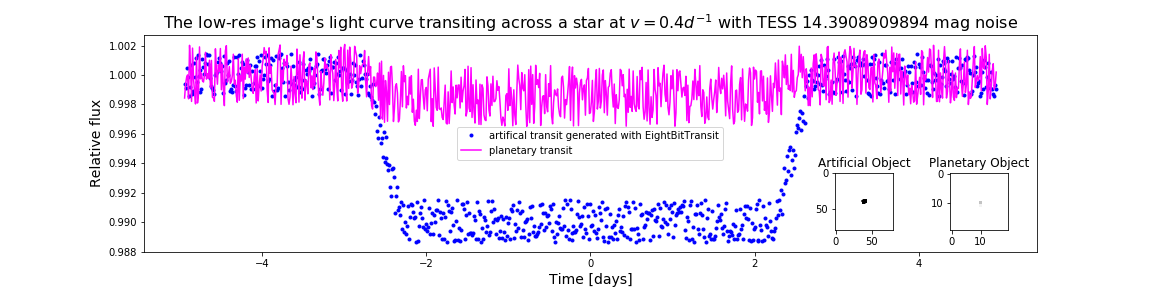 The low-res image's light curve transiting across a star at v = 0.4d⁻¹ with TESS 14.3908909894 mag noise
1.002
1.000
0.998
0.996
0.994
0.992
0.990
0.988
Relative flux
artifical transit generated with EightBitTransit
planetary transit
Artificial Object
0
50
0 50
Planetary Object
0
10
0 10
−4 −2 0 2 4
Time [days]